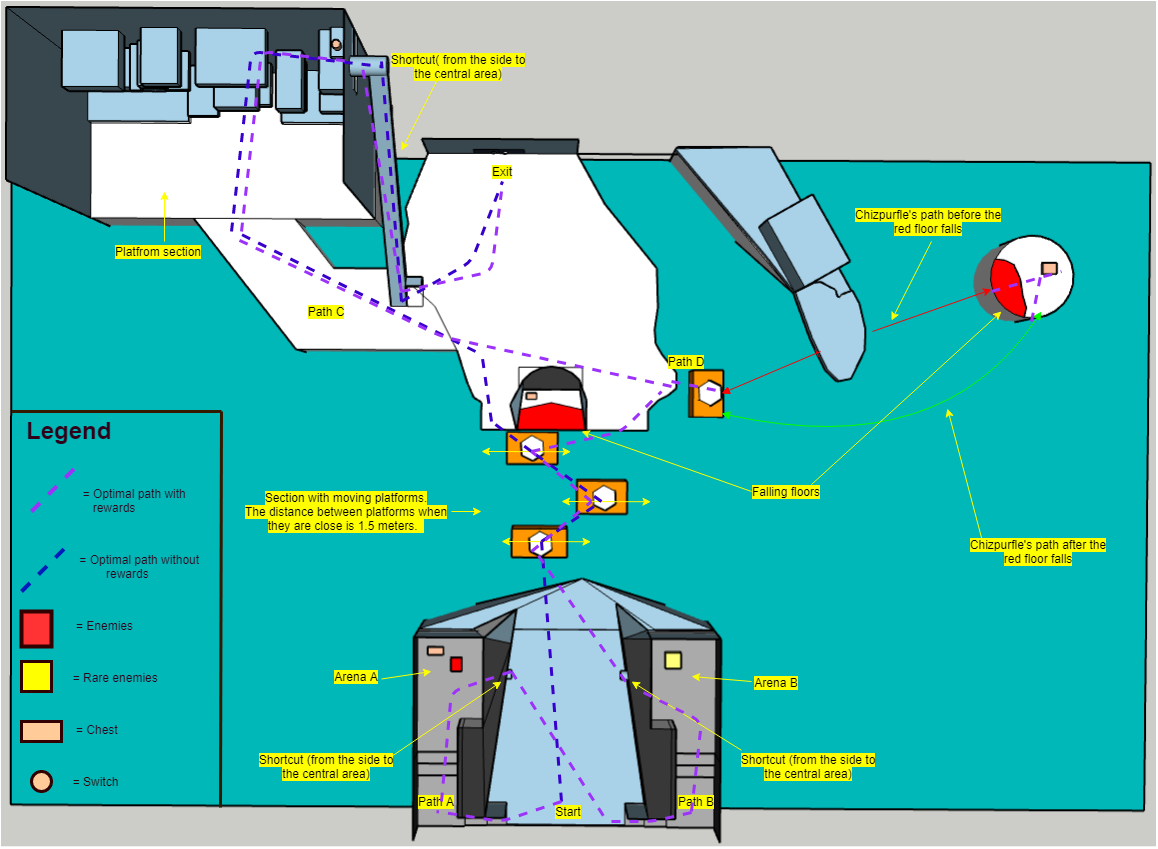 Shortcut( from the side to
the central area)
Exit
Chizpurfle's path before the
red floor falls
Platfrom section
Path C
Path D
Legend
= Optimal path with
rewards
= Optimal path without
rewards
= Enemies
= Rare enemies
= Chest
= Switch
Section with moving platforms.
The distance between platforms when
they are close is 1.5 meters.
Falling floors
Chizpurfle's path after the
red floor falls
Arena A
Arena B
Shortcut (from the side to
the central area)
Shortcut (from the side to
the central area)
Path A
Start
Path B